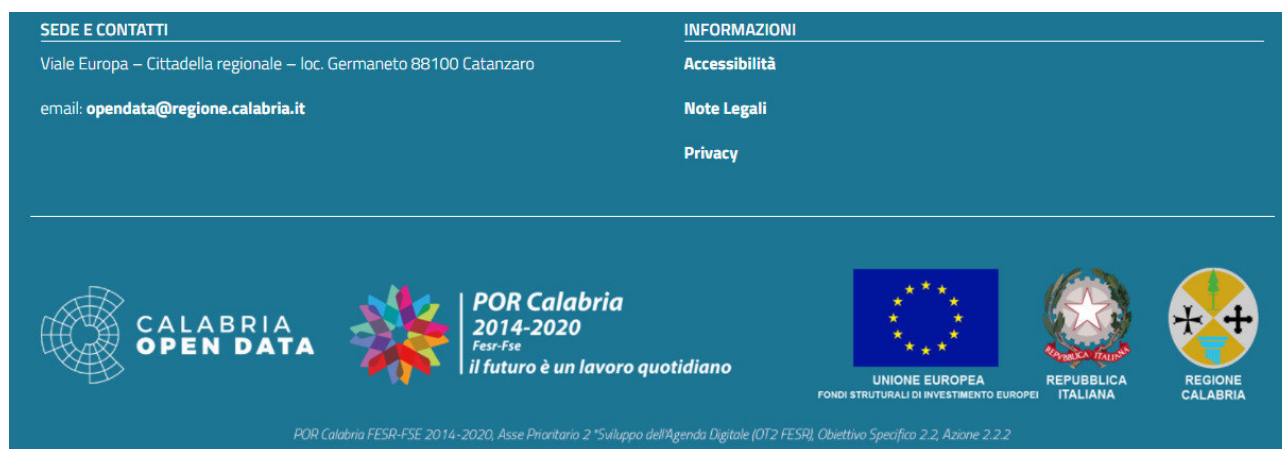 SEDE E CONTATTI
Viale Europa – Cittadella regionale – loc. Germaneto 88100 Catanzaro
email: opendata@regione.calabria.it
INFORMAZIONI
Accessibilità
Note Legali
Privacy
CALABRIA
OPEN DATA
POR Calabria
2014-2020
Fesr-Fse
il futuro è un lavoro quotidiano
UNIONE EUROPEA
FONDI STRUTTURALI DI INVESTIMENTO EUROPEI
REPVBBLICA ITALIANA
REPUBBLICA
ITALIANA
REGIONE
CALABRIA
POR Calabria FESR-FSE 2014-2020, Asse Prioritario 2 "Sviluppo dell'Agenda Digitale (OT2 FESR), Obiettivo Specifico 2.2, Azione 2.2.2